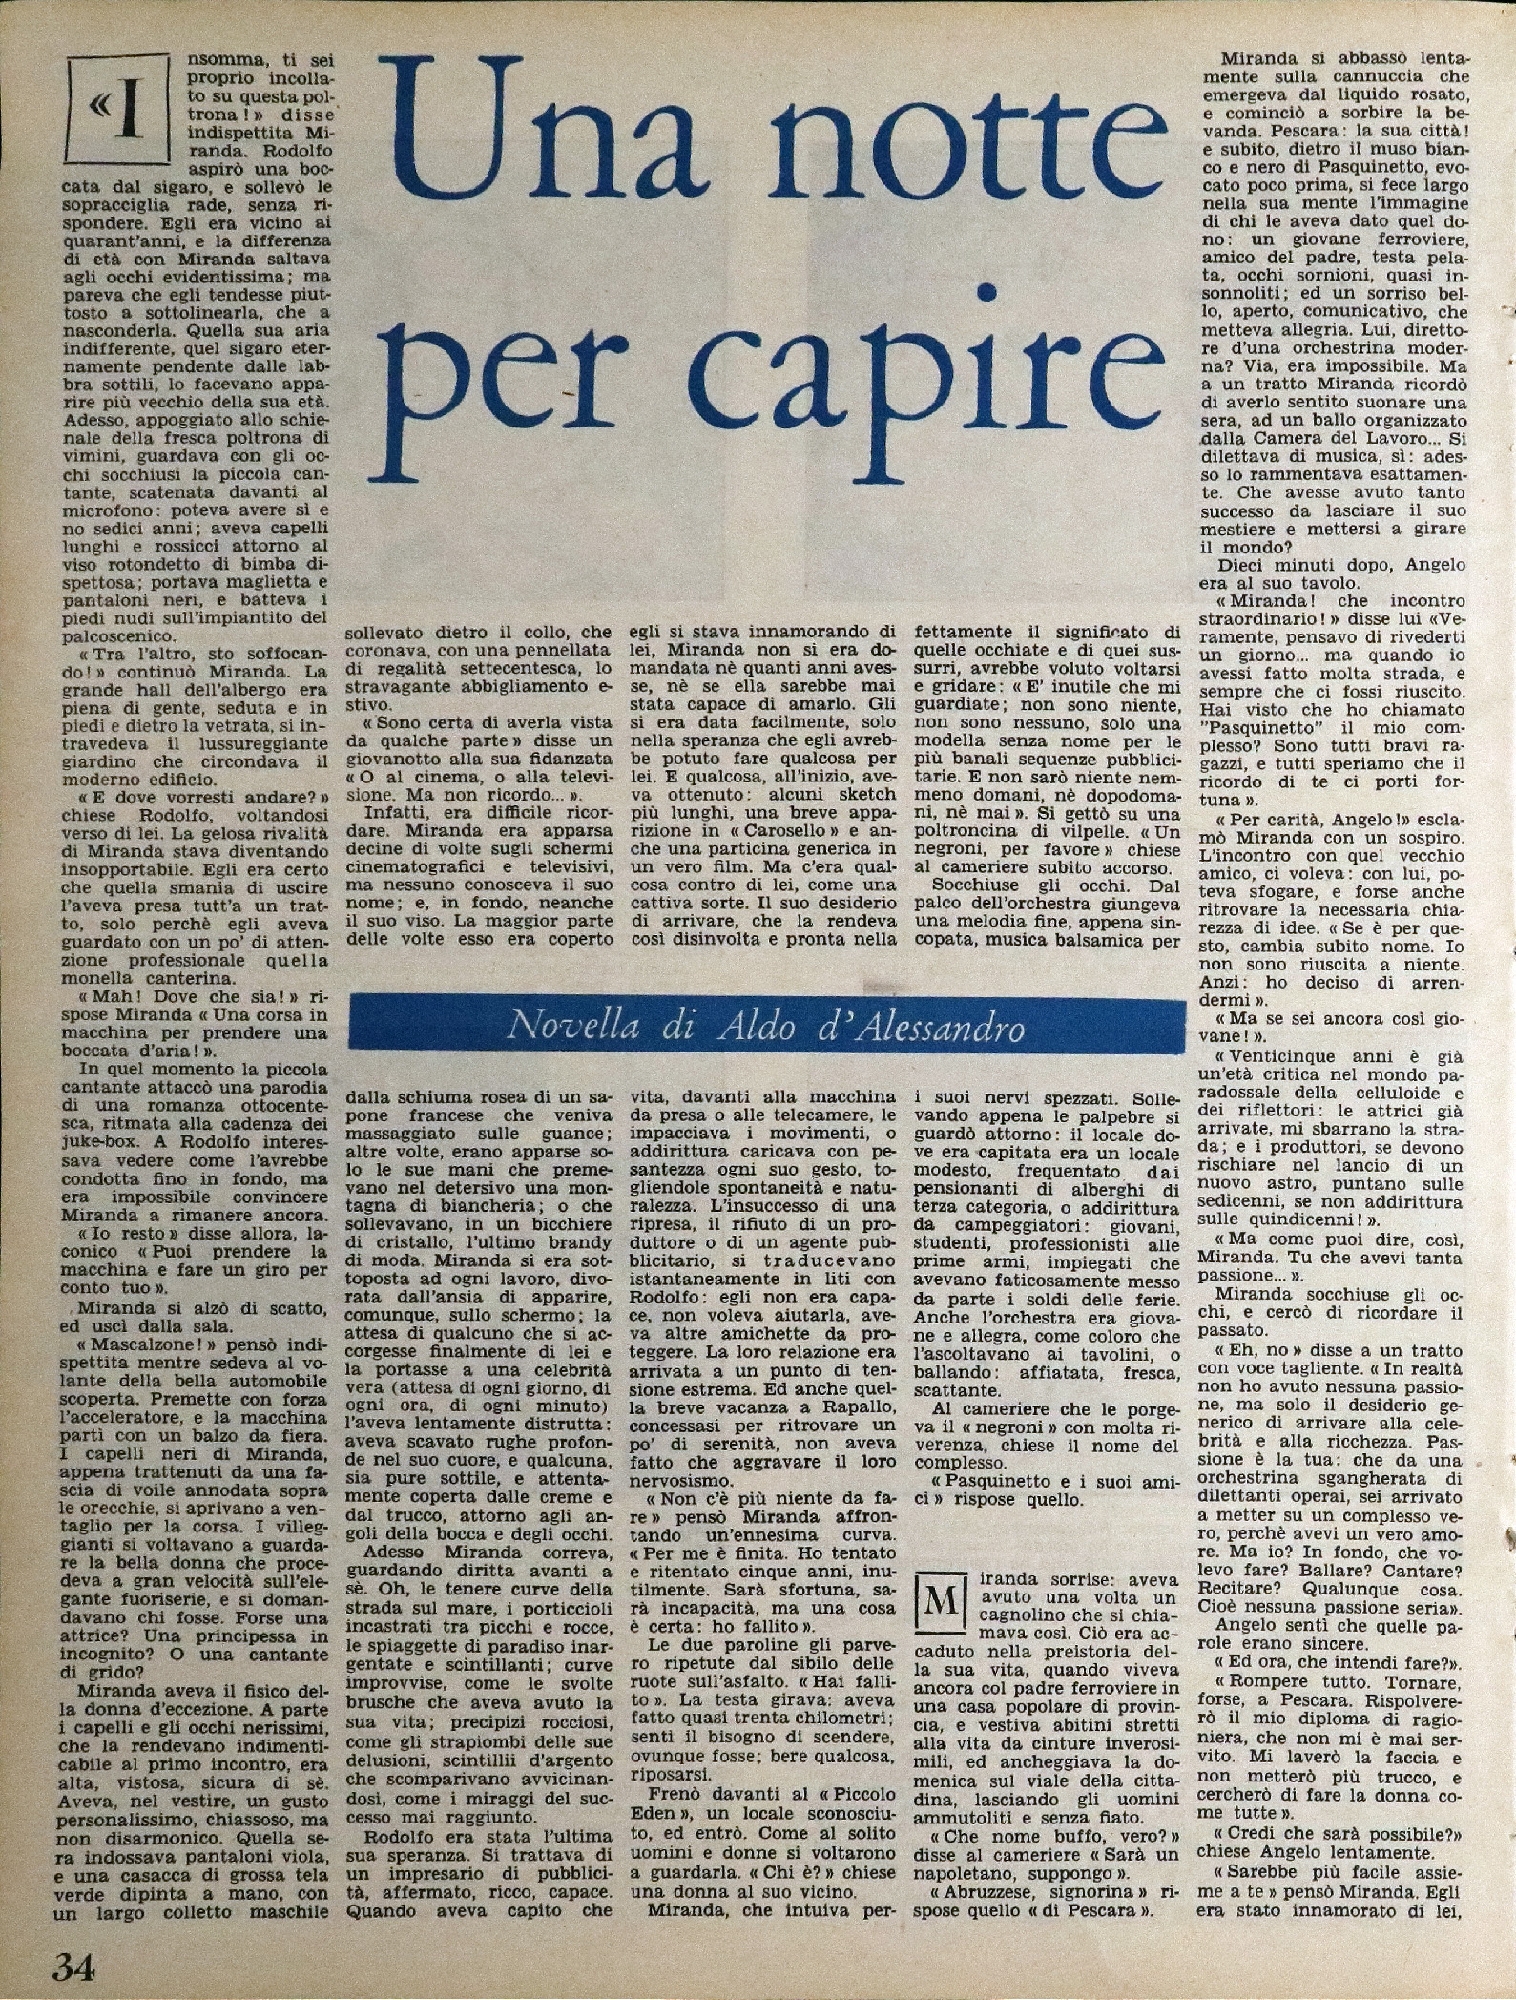 Una notte
per capire
«I
nsomma, ti sei
proprio incolla-
to su questa pol-
trona!» disse
indispettita Mi-
randa. Rodolfo
aspirò una boc-
cata dal sigaro, e sollevò le
sopracciglia rade, senza ri-
spondere. Egli era vicino ai
quarant'anni, e la differenza
di età con Miranda saltava
agli occhi evidentissima; ma
pareva che egli tendesse piut-
tosto a sottolinearla, che a
nasconderla. Quella sua aria
indifferente, quel sigaro eter-
namente pendente dalle lab-
bra sottili, lo facevano appa-
rire più vecchio della sua età.
Adesso, appoggiato allo schie-
nale della fresca poltrona di
vimini, guardava con gli oc-
chi socchiusi la piccola can-
tante, scatenata davanti al
microfono: poteva avere sì e
no sedici anni; aveva capelli
lunghi e rossicci attorno al
viso rotondetto di bimba di-
spettosa; portava maglietta e
pantaloni neri, e batteva i
piedi nudi sull'impiantito del
palcoscenico.
«Tra l'altro, sto soffocan-
do!» continuò Miranda. La
grande hall dell'albergo era
piena di gente, seduta e in
piedi e dietro la vetrata, si in-
travedeva il lussureggiante
giardino che circondava il
moderno edificio.
«E dove vorresti andare?»
chiese Rodolfo, voltandosi
verso di lei. La gelosa rivalità
di Miranda stava diventando
insopportabile. Egli era certo
che quella smania di uscire
l'aveva presa tutt'a un trat-
to, solo perchè egli aveva
guardato con un po' di atten-
zione professionale quella
monella canterina.
«Mah! Dove che sia!» ri-
spose Miranda «Una corsa in
macchina per prendere una
boccata d'aria!».
In quel momento la piccola
cantante attaccò una parodia
di una romanza ottocente-
sca, ritmata alla cadenza dei
juke-box. A Rodolfo interes-
sava vedere come l'avrebbe
condotta fino in fondo, ma
era impossibile convincere
Miranda a rimanere ancora.
«Io resto» disse allora, la-
conico «Puoi prendere la
macchina e fare un giro per
conto tuo».
Miranda si alzò di scatto,
ed uscì dalla sala.
«Mascalzone!» pensò indi-
spettita mentre sedeva al vo-
lante della bella automobile
scoperta. Premette con forza
l'acceleratore, e la macchina
partì con un balzo da fiera.
I capelli neri di Miranda,
appena trattenuti da una fa-
scia di voile annodata sopra
le orecchie, si aprivano a ven-
taglio per la corsa. I villeg-
gianti si voltavano a guarda-
re la bella donna che proce-
deva a gran velocità sull'ele-
gante fuoriserie, e si doman-
davano chi fosse. Forse una
attrice? Una principessa in
incognito? O una cantante
di grido?
Miranda aveva il fisico del-
la donna d'eccezione. A parte
i capelli e gli occhi nerissimi,
che la rendevano indimenti-
cabile al primo incontro, era
alta, vistosa, sicura di sè.
Aveva, nel vestire, un gusto
personalissimo, chiassoso, ma
non disarmonico. Quella se-
ra indossava pantaloni viola,
e una casacca di grossa tela
verde dipinta a mano, con
un largo colletto maschile
sollevato dietro il collo, che
coronava, con una pennellata
di regalità settecentesca, lo
stravagante abbigliamento e-
stivo.
«Sono certa di averla vista
da qualche parte» disse un
giovanotto alla sua fidanzata
«O al cinema, o alla televi-
sione. Ma non ricordo...».
Infatti, era difficile ricor-
dare. Miranda era apparsa
decine di volte sugli schermi
cinematografici e televisivi,
ma nessuno conosceva il suo
nome; e, in fondo, neanche
il suo viso. La maggior parte
delle volte esso era coperto
dalla schiuma rosea di un sa-
pone francese che veniva
massaggiato sulle guance;
altre volte, erano apparse so-
lo le sue mani che preme-
vano nel detersivo una mon-
tagna di biancheria; o che
sollevavano, in un bicchiere
di cristallo, l'ultimo brandy
di moda. Miranda si era sot-
toposta ad ogni lavoro, divo-
rata dall'ansia di apparire,
comunque, sullo schermo; la
attesa di qualcuno che si ac-
corgesse finalmente di lei e
la portasse a una celebrità
vera (attesa di ogni giorno, di
ogni ora, di ogni minuto)
l'aveva lentamente distrutta:
aveva scavato rughe profon-
de nel suo cuore, e qualcuna,
sia pure sottile, e attenta-
mente coperta dalle creme e
dal trucco, attorno agli an-
goli della bocca e degli occhi.
Adesso Miranda correva,
guardando diritta avanti a
sè. Oh, le tenere curve della
strada sul mare, i porticcioli
incastrati tra picchi e rocce,
le spiaggette di paradiso inar-
gentate e scintillanti; curve
improvvise, come le svolte
brusche che aveva avuto la
sua vita; precipizi rocciosi,
come gli strapiombi delle sue
delusioni, scintillii d'argento
che scomparivano avvicinan-
dosi, come i miraggi del suc-
cesso mai raggiunto.
Rodolfo era stata l'ultima
sua speranza. Si trattava di
un impresario di pubblici-
tà, affermato, ricco, capace.
Quando aveva capito che
egli si stava innamorando di
lei, Miranda non si era do-
mandata nè quanti anni aves-
se, nè se ella sarebbe mai
stata capace di amarlo. Gli
si era data facilmente, solo
nella speranza che egli avreb-
be potuto fare qualcosa per
lei. E qualcosa, all'inizio, ave-
va ottenuto: alcuni sketch
più lunghi, una breve appa-
rizione in «Carosello» e an-
che una particina generica in
un vero film. Ma c'era qual-
cosa contro di lei, come una
cattiva sorte. Il suo desiderio
di arrivare, che la rendeva
così disinvolta e pronta nella
vita, davanti alla macchina
da presa o alle telecamere, le
impacciava i movimenti, o
addirittura caricava con pe-
santezza ogni suo gesto, to-
gliendole spontaneità e natu-
ralezza. L'insuccesso di una
ripresa, il rifiuto di un pro-
duttore o di un agente pub-
blicitario, si traducevano
istantaneamente in liti con
Rodolfo: egli non era capa-
ce, non voleva aiutarla, ave-
va altre amichette da pro-
teggere. La loro relazione era
arrivata a un punto di ten-
sione estrema. Ed anche quel-
la breve vacanza a Rapallo,
concessasi per ritrovare un
po' di serenità, non aveva
fatto che aggravare il loro
nervosismo.
«Non c'è più niente da fa-
re» pensò Miranda affron-
tando un'ennesima curva.
«Per me è finita. Ho tentato
e ritentato cinque anni, inu-
tilmente. Sarà sfortuna, sa-
rà incapacità, ma una cosa
è certa: ho fallito».
Le due paroline gli parve-
ro ripetute dal sibilo delle
ruote sull'asfalto. «Hai falli-
to». La testa girava: aveva
fatto quasi trenta chilometri;
sentì il bisogno di scendere,
ovunque fosse; bere qualcosa,
riposarsi.
Frenò davanti al «Piccolo
Eden», un locale sconosciu-
to, ed entrò. Come al solito
uomini e donne si voltarono
a guardarla. «Chi è?» chiese
una donna al suo vicino.
Miranda, che intuiva per-
fettamente il significato di
quelle occhiate e di quei sus-
surri, avrebbe voluto voltarsi
e gridare: «E' inutile che mi
guardiate; non sono niente,
non sono nessuno, solo una
modella senza nome per le
più banali sequenze pubblici-
tarie. E non sarò niente nem-
meno domani, nè dopodoma-
ni, nè mai». Si gettò su una
poltroncina di vilpelle. «Un
negroni, per favore» chiese
al cameriere subito accorso.
Socchiuse gli occhi. Dal
palco dell'orchestra giungeva
una melodia fine, appena sin-
copata, musica balsamica per
i suoi nervi spezzati. Solle-
vando appena le palpebre si
guardò attorno: il locale do-
ve era capitata era un locale
modesto, frequentato dai
pensionanti di alberghi di
terza categoria, o addirittura
da campeggiatori: giovani,
studenti, professionisti alle
prime armi, impiegati che
avevano faticosamente messo
da parte i soldi delle ferie.
Anche l'orchestra era giova-
ne e allegra, come coloro che
l'ascoltavano ai tavolini, o
ballando: affiatata, fresca,
scattante.
Al cameriere che le porge-
va il «negroni» con molta ri-
verenza, chiese il nome del
complesso.
«Pasquinetto e i suoi ami-
ci» rispose quello.
M
iranda sorrise: aveva
avuto una volta un
cagnolino che si chia-
mava così. Ciò era ac-
caduto nella preistoria del-
la sua vita, quando viveva
ancora col padre ferroviere in
una casa popolare di provin-
cia, e vestiva abitini stretti
alla vita da cinture inverosi-
mili, ed ancheggiava la do-
menica sul viale della citta-
dina, lasciando gli uomini
ammutoliti e senza fiato.
«Che nome buffo, vero?»
disse al cameriere «Sarà un
napoletano, suppongo».
«Abruzzese, signorina» ri-
spose quello «di Pescara».
Miranda si abbassò lenta-
mente sulla cannuccia che
emergeva dal liquido rosato,
e cominciò a sorbire la be-
vanda. Pescara: la sua città!
e subito, dietro il muso bian-
co e nero di Pasquinetto, evo-
cato poco prima, si fece largo
nella sua mente l'immagine
di chi le aveva dato quel do-
no: un giovane ferroviere,
amico del padre, testa pela-
ta, occhi sornioni, quasi in-
sonnoliti; ed un sorriso bel-
lo, aperto, comunicativo, che
metteva allegria. Lui, diretto-
re d'una orchestrina moder-
na? Via, era impossibile. Ma
a un tratto Miranda ricordò
di averlo sentito suonare una
sera, ad un ballo organizzato
dalla Camera del Lavoro... Si
dilettava di musica, sì: ades-
so lo rammentava esattamen-
te. Che avesse avuto tanto
successo da lasciare il suo
mestiere e mettersi a girare
il mondo?
Dieci minuti dopo, Angelo
era al suo tavolo.
«Miranda! che incontro
straordinario!» disse lui «Ve-
ramente, pensavo di rivederti
un giorno... ma quando io
avessi fatto molta strada, e
sempre che ci fossi riuscito.
Hai visto che ho chiamato
"Pasquinetto" il mio com-
plesso? Sono tutti bravi ra-
gazzi, e tutti speriamo che il
ricordo di te ci porti for-
tuna».
«Per carità, Angelo!» escla-
mò Miranda con un sospiro.
L'incontro con quel vecchio
amico, ci voleva: con lui, po-
teva sfogare, e forse anche
ritrovare la necessaria chia-
rezza di idee. «Se è per que-
sto, cambia subito nome. Io
non sono riuscita a niente.
Anzi: ho deciso di arren-
dermi».
«Ma se sei ancora così gio-
vane!».
«Venticinque anni è già
un'età critica nel mondo pa-
radossale della celluloide e
dei riflettori: le attrici già
arrivate, mi sbarrano la stra-
da; e i produttori, se devono
rischiare nel lancio di un
nuovo astro, puntano sulle
sedicenni, se non addirittura
sulle quindicenni!».
«Ma come puoi dire, così,
Miranda. Tu che avevi tanta
passione...».
Miranda socchiuse gli oc-
chi, e cercò di ricordare il
passato.
«Eh, no» disse a un tratto
con voce tagliente. «In realtà
non ho avuto nessuna passio-
ne, ma solo il desiderio ge-
nerico di arrivare alla cele-
brità e alla ricchezza. Pas-
sione è la tua: che da una
orchestrina sgangherata di
dilettanti operai, sei arrivato
a metter su un complesso ve-
ro, perchè avevi un vero amo-
re. Ma io? In fondo, che vo-
levo fare? Ballare? Cantare?
Recitare? Qualunque cosa.
Cioè nessuna passione seria».
Angelo sentì che quelle pa-
role erano sincere.
«Ed ora, che intendi fare?».
«Rompere tutto. Tornare,
forse, a Pescara. Rispolvere-
rò il mio diploma di ragio-
niera, che non mi è mai ser-
vito. Mi laverò la faccia e
non metterò più trucco, e
cercherò di fare la donna co-
me tutte».
«Credi che sarà possibile?»
chiese Angelo lentamente.
«Sarebbe più facile assie-
me a te» pensò Miranda. Egli
era stato innamorato di lei,
Novella di Aldo d'Alessandro
34